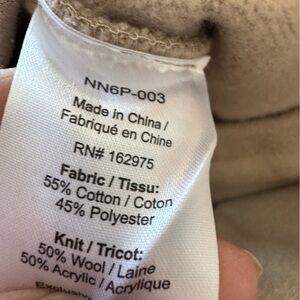 NN6P-003
Made in China /
Fabriqué en Chine
RN# 162975
Fabric / Tissu:
55% Cotton / Coton
45% Polyester
Knit / Tricot:
50% Wool / Laine
50% Acrylic / Acrylique